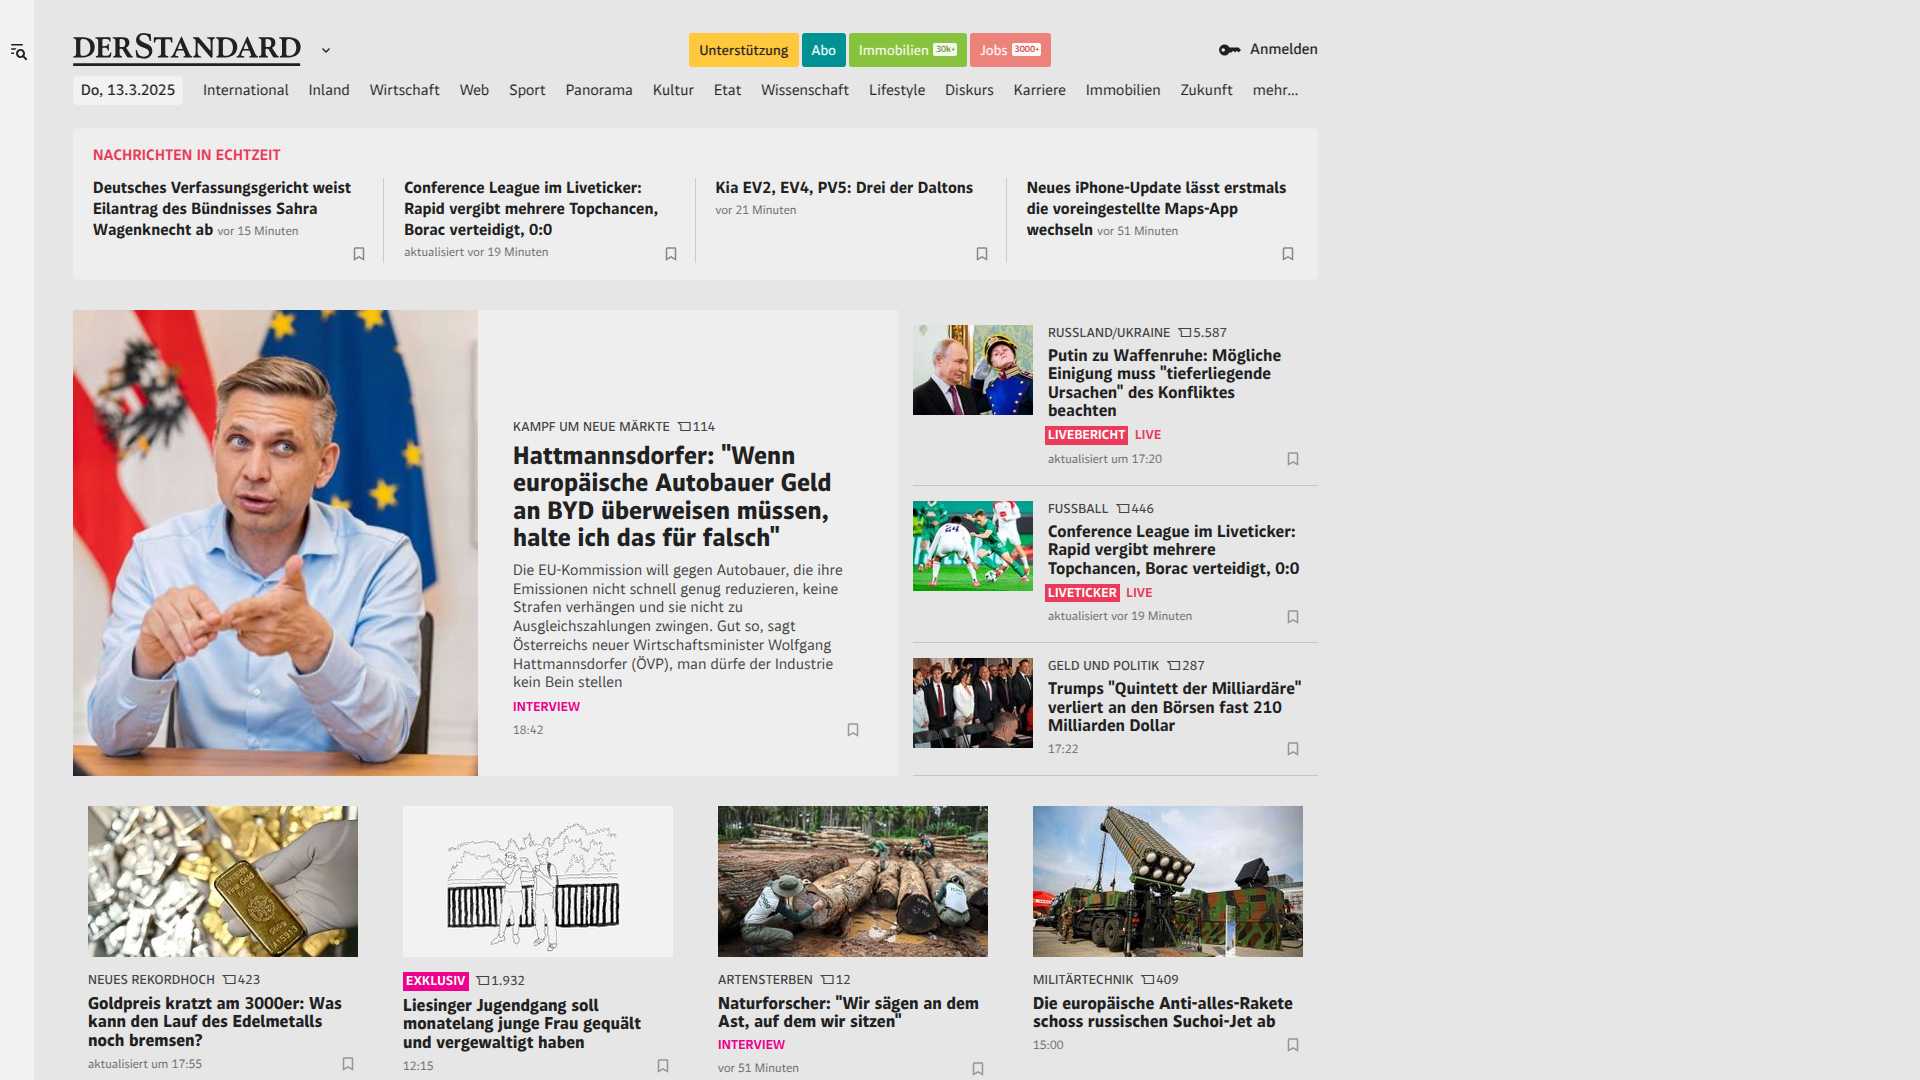 DERSTANDARD
Unterstützung
Abo
Immobilien 30k+
Jobs 3000+
Anmelden
Do, 13.3.2025 International Inland Wirtschaft Web Sport Panorama Kultur Etat Wissenschaft Lifestyle Diskurs Karriere Immobilien Zukunft mehr...
NACHRICHTEN IN ECHTZEIT
Deutsches Verfassungsgericht weist
Eilantrag des Bündnisses Sahra
Wagenknecht ab vor 15 Minuten
Conference League im Liveticker:
Rapid vergibt mehrere Topchancen,
Borac verteidigt, 0:0
aktualisiert vor 19 Minuten
Kia EV2, EV4, PV5: Drei der Daltons
vor 21 Minuten
Neues iPhone-Update lässt erstmals
die voreingestellte Maps-App
wechseln vor 51 Minuten
KAMPF UM NEUE MÄRKTE 114
Hattmannsdorfer: "Wenn
europäische Autobauer Geld
an BYD überweisen müssen,
halte ich das für falsch"
Die EU-Kommission will gegen Autobauer, die ihre
Emissionen nicht schnell genug reduzieren, keine
Strafen verhängen und sie nicht zu
Ausgleichszahlungen zwingen. Gut so, sagt
Österreichs neuer Wirtschaftsminister Wolfgang
Hattmannsdorfer (ÖVP), man dürfe der Industrie
kein Bein stellen
INTERVIEW
18:42
RUSSLAND/UKRAINE 5.587
Putin zu Waffenruhe: Mögliche
Einigung muss "tieferliegende
Ursachen" des Konfliktes
beachten
LIVEBERICHT LIVE
aktualisiert um 17:20
FUSSBALL 446
Conference League im Liveticker:
Rapid vergibt mehrere
Topchancen, Borac verteidigt, 0:0
LIVETICKER LIVE
aktualisiert vor 19 Minuten
GELD UND POLITIK 287
Trumps "Quintett der Milliardäre"
verliert an den Börsen fast 210
Milliarden Dollar
17:22
NEUES REKORDHOCH 423
Goldpreis kratzt am 3000er: Was
kann den Lauf des Edelmetalls
noch bremsen?
aktualisiert um 17:55
EXKLUSIV 1.932
Liesinger Jugendgang soll
monatelang junge Frau gequält
und vergewaltigt haben
12:15
ARTENSTERBEN 12
Naturforscher: "Wir sägen an dem
Ast, auf dem wir sitzen"
INTERVIEW
vor 51 Minuten
MILITÄRTECHNIK 409
Die europäische Anti-alles-Rakete
schoss russischen Suchoi-Jet ab
15:00